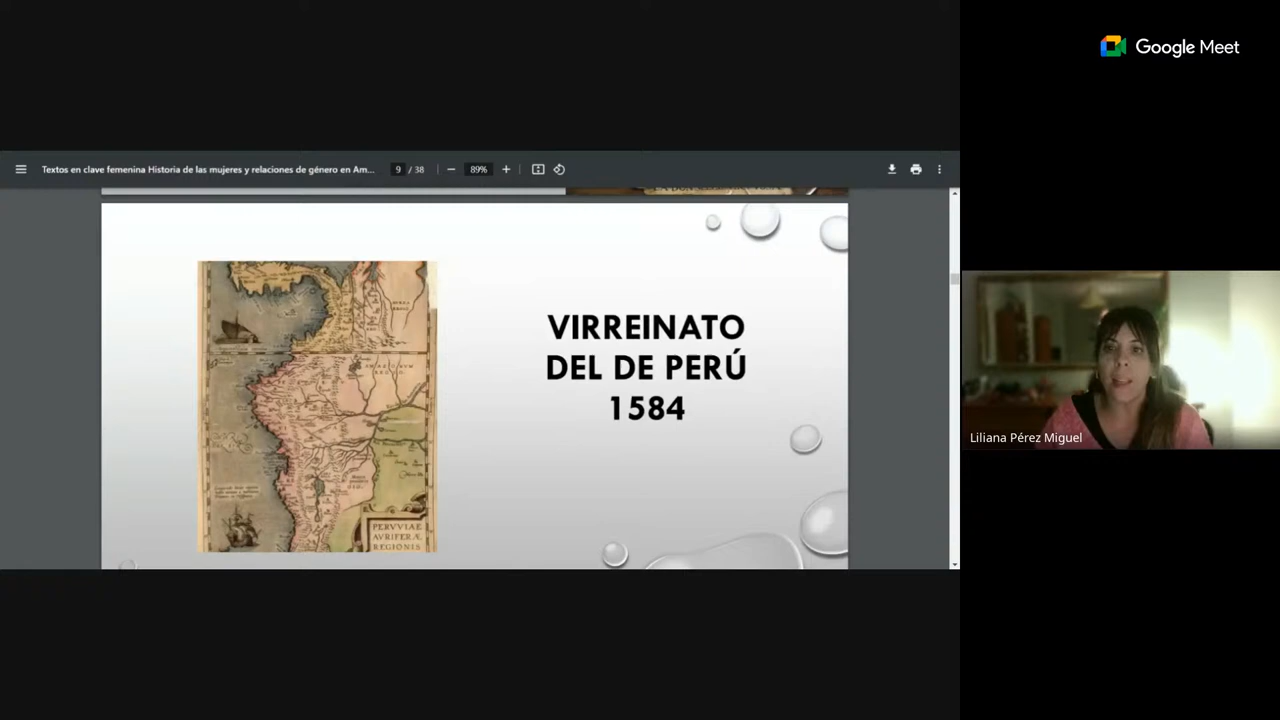 Google Meet
Textos en clave femenina Historia de las mujeres y relaciones de género en Am...
9 / 38
89%
VIRREINATO
DEL DE PERÚ
1584
PERVVIAE
AVRIFERÆ
REGIONIS
Liliana Pérez Miguel